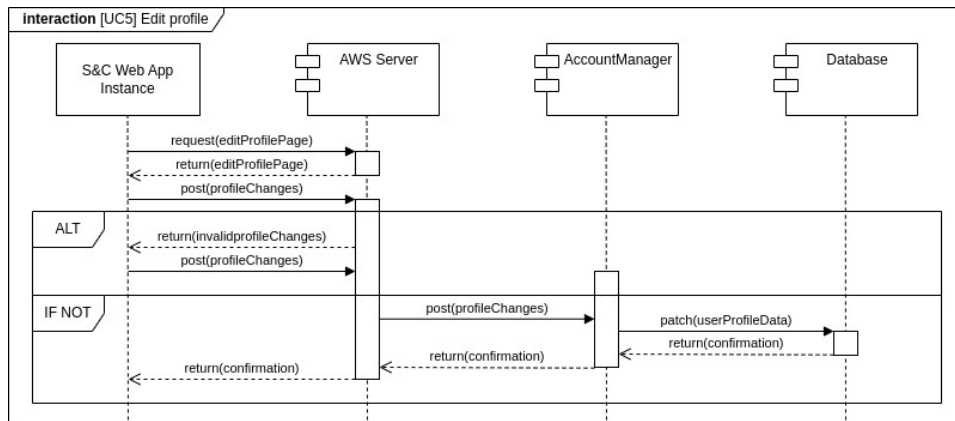 interaction [UC5] Edit profile
S&C Web App
Instance
AWS Server
AccountManager
Database
request(editProfilePage)
return(editProfilePage)
post(profileChanges)
ALT
return(invalidprofileChanges)
post(profileChanges)
IF NOT
post(profileChanges)
patch(userProfileData)
return(confirmation)
return(confirmation)
return(confirmation)